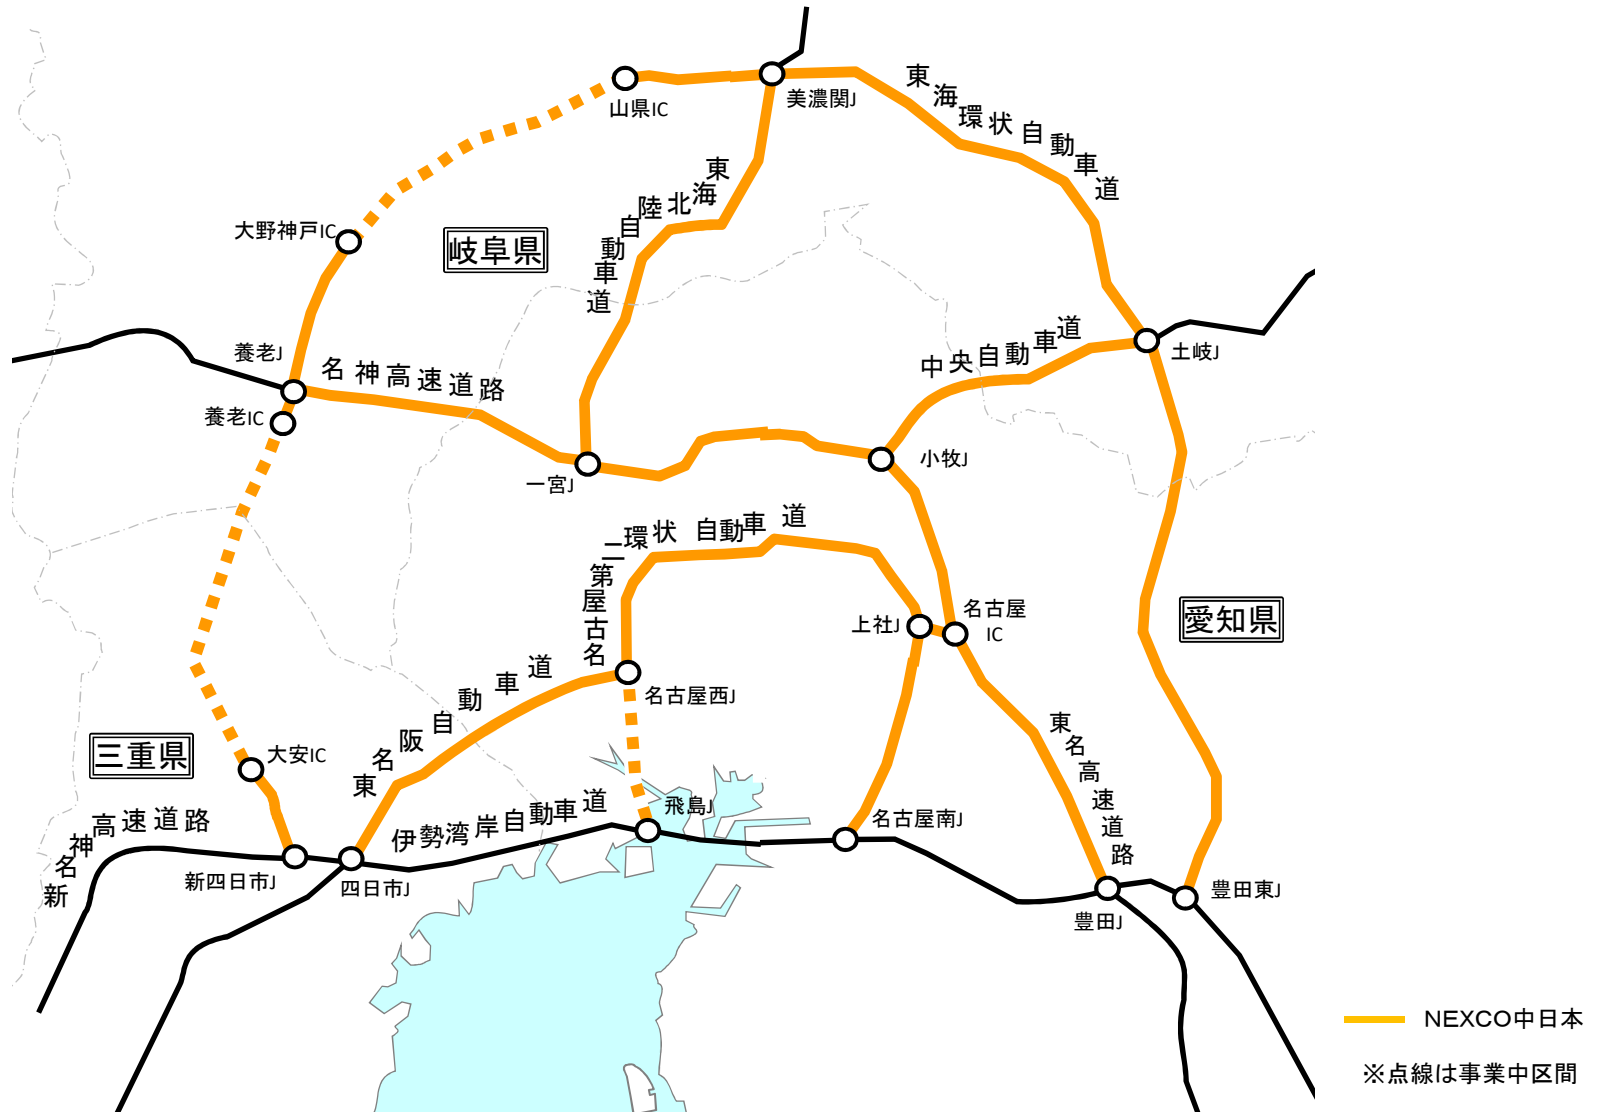 東海環状自動車道
美濃関J
山県IC
東海北陸自動車道
大野神戸IC
岐阜県
養老J
名神高速道路
中央自動車道
土岐J
養老IC
一宮J
小牧J
名古屋第二環状自動車道
愛知県
上社J
名古屋
IC
東名阪自動車道
名古屋西J
東名高速道路
三重県
大安IC
伊勢湾岸自動車道
飛島J
新名神高速道路
名古屋南J
新四日市J
四日市J
豊田J
豊田東J
NEXCO中日本
※点線は事業中区間